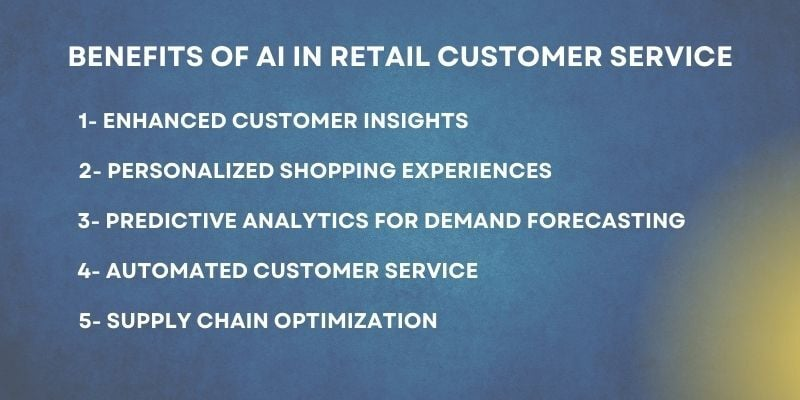 BENEFITS OF AI IN RETAIL CUSTOMER SERVICE
1- ENHANCED CUSTOMER INSIGHTS
2- PERSONALIZED SHOPPING EXPERIENCES
3- PREDICTIVE ANALYTICS FOR DEMAND FORECASTING
4- AUTOMATED CUSTOMER SERVICE
5- SUPPLY CHAIN OPTIMIZATION